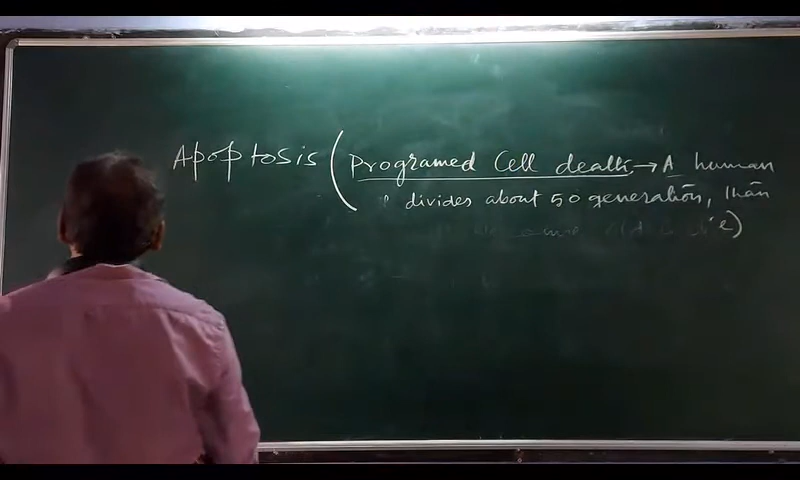 Apoptosis (Programed Cell death → A human
divides about 50 generation, than